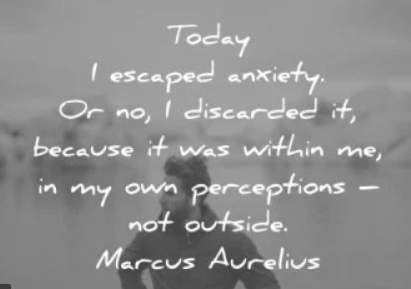 Today
I escaped anxiety.
Or no, I discarded it,
because it was within me,
in my own perceptions –
not outside.
Marcus Aurelius